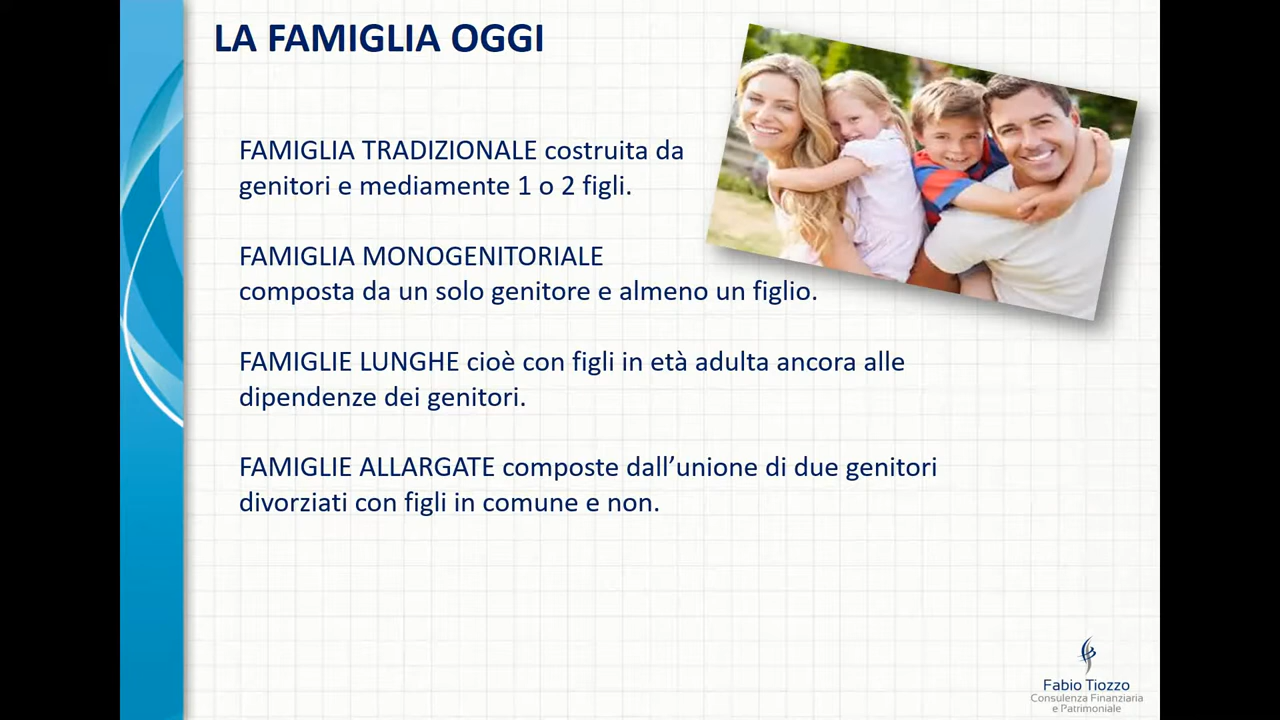 LA FAMIGLIA OGGI
FAMIGLIA TRADIZIONALE costruita da
genitori e mediamente 1 o 2 figli.
FAMIGLIA MONOGENITORIALE
composta da un solo genitore e almeno un figlio.
FAMIGLIE LUNGHE cioè con figli in età adulta ancora alle
dipendenze dei genitori.
FAMIGLIE ALLARGATE composte dall’unione di due genitori
divorziati con figli in comune e non.
Fabio Tiozzo
Consulenza Finanziaria
e Patrimoniale